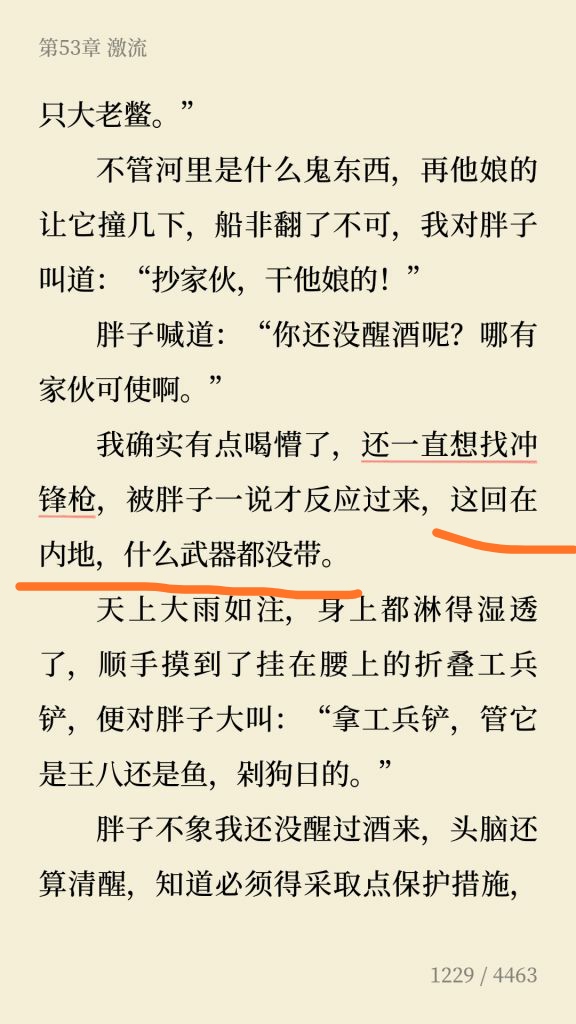 第53章 激流
只大老鳖。”
不管河里是什么鬼东西，再他娘的
让它撞几下，船非翻了不可，我对胖子
叫道：“抄家伙，干他娘的！”
胖子喊道：“你还没醒酒呢？哪有
家伙可使啊。”
我确实有点喝懵了，还一直想找冲
锋枪，被胖子一说才反应过来，这回在
内地，什么武器都没带。
天上大雨如注，身上都淋得湿透
了，顺手摸到了挂在腰上的折叠工兵
铲，便对胖子大叫：“拿工兵铲，管它
是王八还是鱼，剁狗日的。”
胖子不象我还没醒过酒来，头脑还
算清醒，知道必须得采取点保护措施，
1229 / 4463